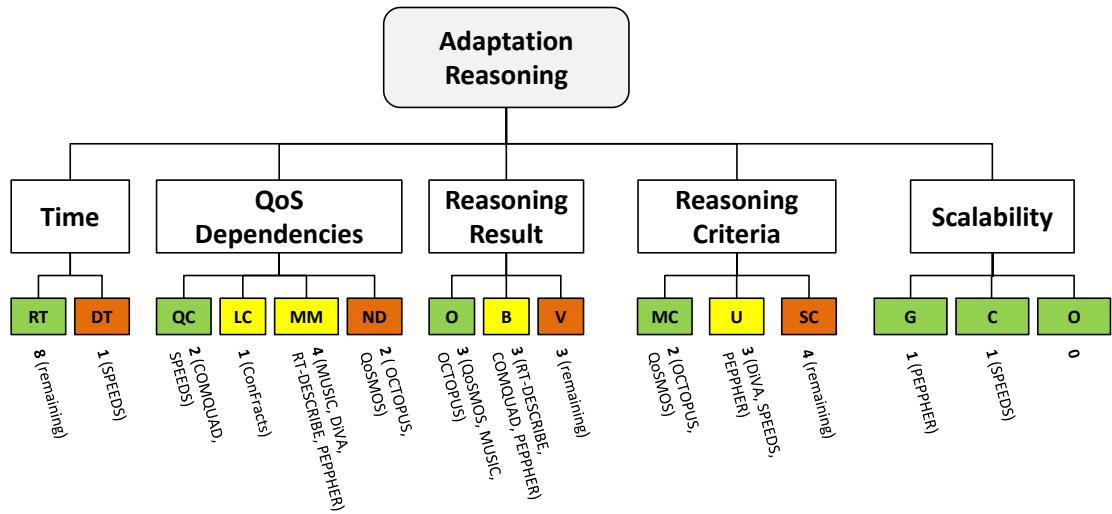 Adaptation
Reasoning
Time
QoS
Dependencies
Reasoning
Result
Reasoning
Criteria
Scalability
RT
DT
QC
LC
MM
ND
O
B
V
MC
U
SC
G
C
O
8 (remaining)
1 (SPEEDS)
2 (COMQUAD,
SPEEDS)
1 (ConFracts)
4 (MUSIC, DiVA,
RT-DESCRIBE, PEPPHER)
2 (OCTOPUS,
QoSMOS)
3 (QoSMOS, MUSIC,
OCTOPUS)
3 (RT-DESCRIBE,
COMQUAD, PEPPHER)
3 (remaining)
2 (OCTOPUS,
QoSMOS)
3 (DiVA, SPEEDS,
PEPPHER)
4 (remaining)
1 (PEPPHER)
1 (SPEEDS)
0